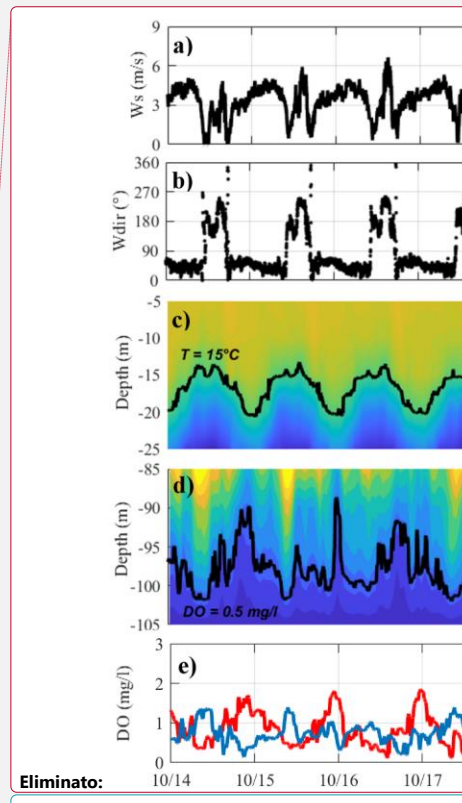 a)
Ws (m/s)
9
6
3
0
b)
Wdir (°)
360
270
180
90
0
c)
T = 15°C
Depth (m)
-5
-10
-15
-20
-25
d)
DO = 0.5 mg/l
Depth (m)
-85
-90
-95
-100
-105
e)
DO (mg/l)
3
2
1
0
10/14 10/15 10/16 10/17
Eliminato: